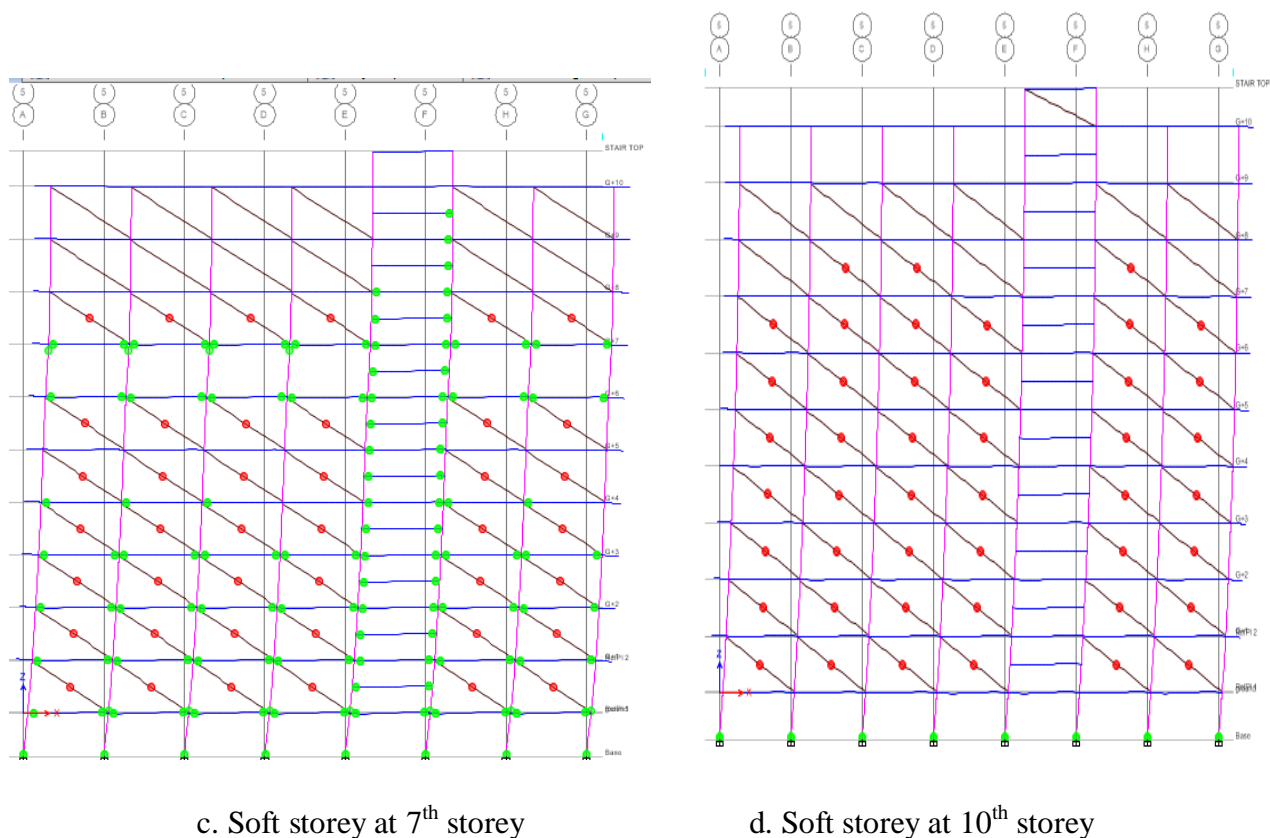 5 5 5 5 5 5 5 5
A B C D E F H G
STAIR TOP
G+10
G+9
G+8
G+7
G+6
G+5
G+4
G+3
G+2
Z
X
Base
c. Soft storey at 7th storey
5 5 5 5 5 5 5 5
A B C D E F H G
STAIR TOP
G+10
G+9
G+8
G+7
G+6
G+5
G+4
G+3
G+2
Z
X
Base
d. Soft storey at 10th storey